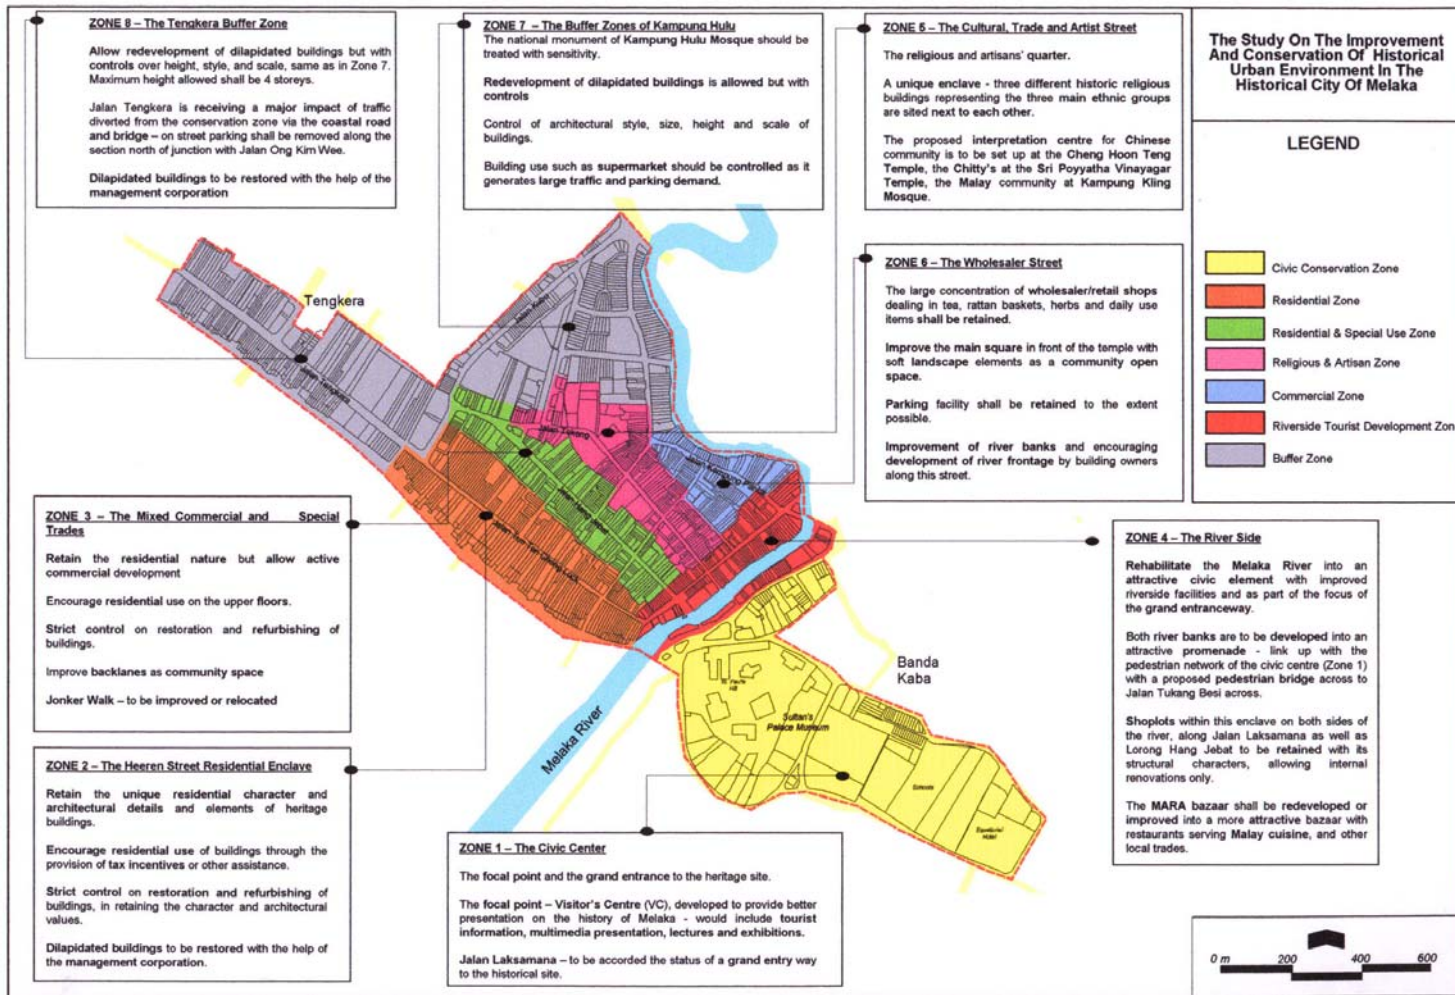 ZONE 8 – The Tengkera Buffer Zone
Allow redevelopment of dilapidated buildings but with
controls over height, style, and scale, same as in Zone 7.
Maximum height allowed shall be 4 storeys.
Jalan Tengkera is receiving a major impact of traffic
diverted from the conservation zone via the coastal road
and bridge – on street parking shall be removed along the
section north of junction with Jalan Ong Kim Wee.
Dilapidated buildings to be restored with the help of the
management corporation
ZONE 7 – The Buffer Zones of Kampung Hulu
The national monument of Kampung Hulu Mosque should be
treated with sensitivity.
Redevelopment of dilapidated buildings is allowed but with
controls
Control of architectural style, size, height and scale of
buildings.
Building use such as supermarket should be controlled as it
generates large traffic and parking demand.
ZONE 5 – The Cultural, Trade and Artist Street
The religious and artisans' quarter.
A unique enclave - three different historic religious
buildings representing the three main ethnic groups
are sited next to each other.
The proposed interpretation centre for Chinese
community is to be set up at the Cheng Hoon Teng
Temple, the Chitty's at the Sri Poyyatha Vinayagar
Temple, the Malay community at Kampung Kling
Mosque.
The Study On The Improvement
And Conservation Of Historical
Urban Environment In The
Historical City Of Melaka
LEGEND
Civic Conservation Zone
Residential Zone
Residential & Special Use Zone
Religious & Artisan Zone
Commercial Zone
Riverside Tourist Development Zon
Buffer Zone
ZONE 6 – The Wholesaler Street
The large concentration of wholesaler/retail shops
dealing in tea, rattan baskets, herbs and daily use
items shall be retained.
Improve the main square in front of the temple with
soft landscape elements as a community open
space.
Parking facility shall be retained to the extent
possible.
Improvement of river banks and encouraging
development of river frontage by building owners
along this street.
Tengkera
Jalan Kubu
Jalan Tengkera
Jalan Tokong
Jalan Kampung Pantai
Jalan Hang Jebat
Jalan Tun Tan Cheng Lock
ZONE 3 – The Mixed Commercial and Special
Trades
Retain the residential nature but allow active
commercial development
Encourage residential use on the upper floors.
Strict control on restoration and refurbishing of
buildings.
Improve backlanes as community space
Jonker Walk – to be improved or relocated
ZONE 4 – The River Side
Rehabilitate the Melaka River into an
attractive civic element with improved
riverside facilities and as part of the focus of
the grand entranceway.
Both river banks are to be developed into an
attractive promenade - link up with the
pedestrian network of the civic centre (Zone 1)
with a proposed pedestrian bridge across to
Jalan Tukang Besi across.
Shoplots within this enclave on both sides of
the river, along Jalan Laksamana as well as
Lorong Hang Jebat to be retained with its
structural characters, allowing internal
renovations only.
The MARA bazaar shall be redeveloped or
improved into a more attractive bazaar with
restaurants serving Malay cuisine, and other
local trades.
Banda
Kaba
St. Paul's
Hill
Sultan's
Palace Museum
Schools
Equatorial
Hotel
Melaka River
ZONE 2 – The Heeren Street Residential Enclave
Retain the unique residential character and
architectural details and elements of heritage
buildings.
Encourage residential use of buildings through the
provision of tax incentives or other assistance.
Strict control on restoration and refurbishing of
buildings, in retaining the character and architectural
values.
Dilapidated buildings to be restored with the help of
the management corporation.
ZONE 1 – The Civic Center
The focal point and the grand entrance to the heritage site.
The focal point – Visitor's Centre (VC), developed to provide better
presentation on the history of Melaka - would include tourist
information, multimedia presentation, lectures and exhibitions.
Jalan Laksamana – to be accorded the status of a grand entry way
to the historical site.
0 m 200 400 600